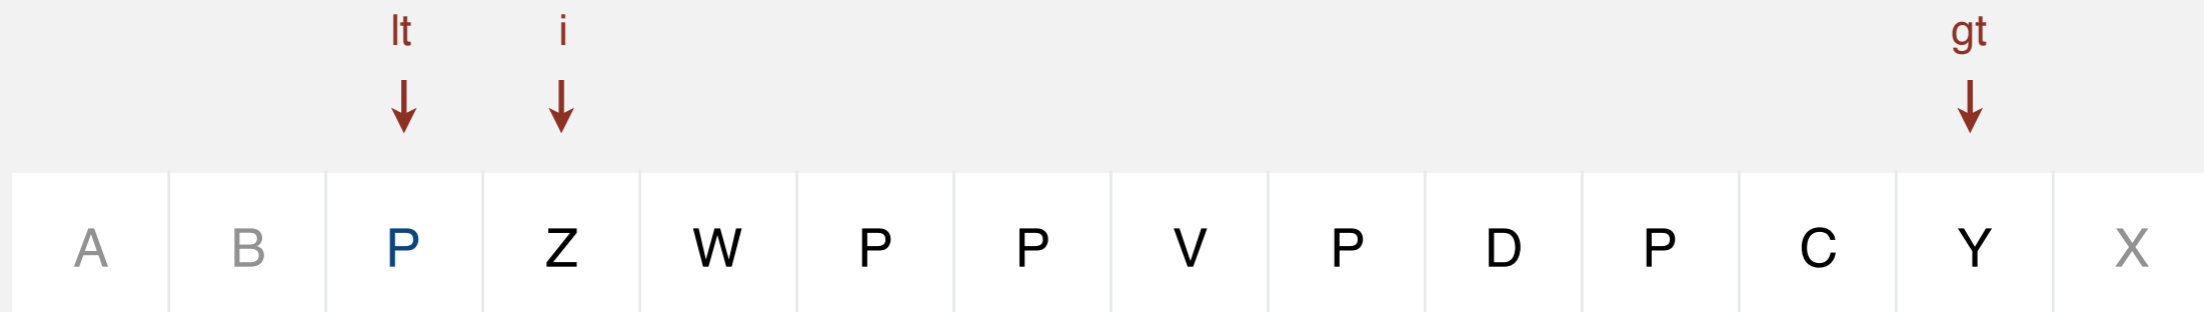 lt i gt
A B P Z W P P V P D P C Y X